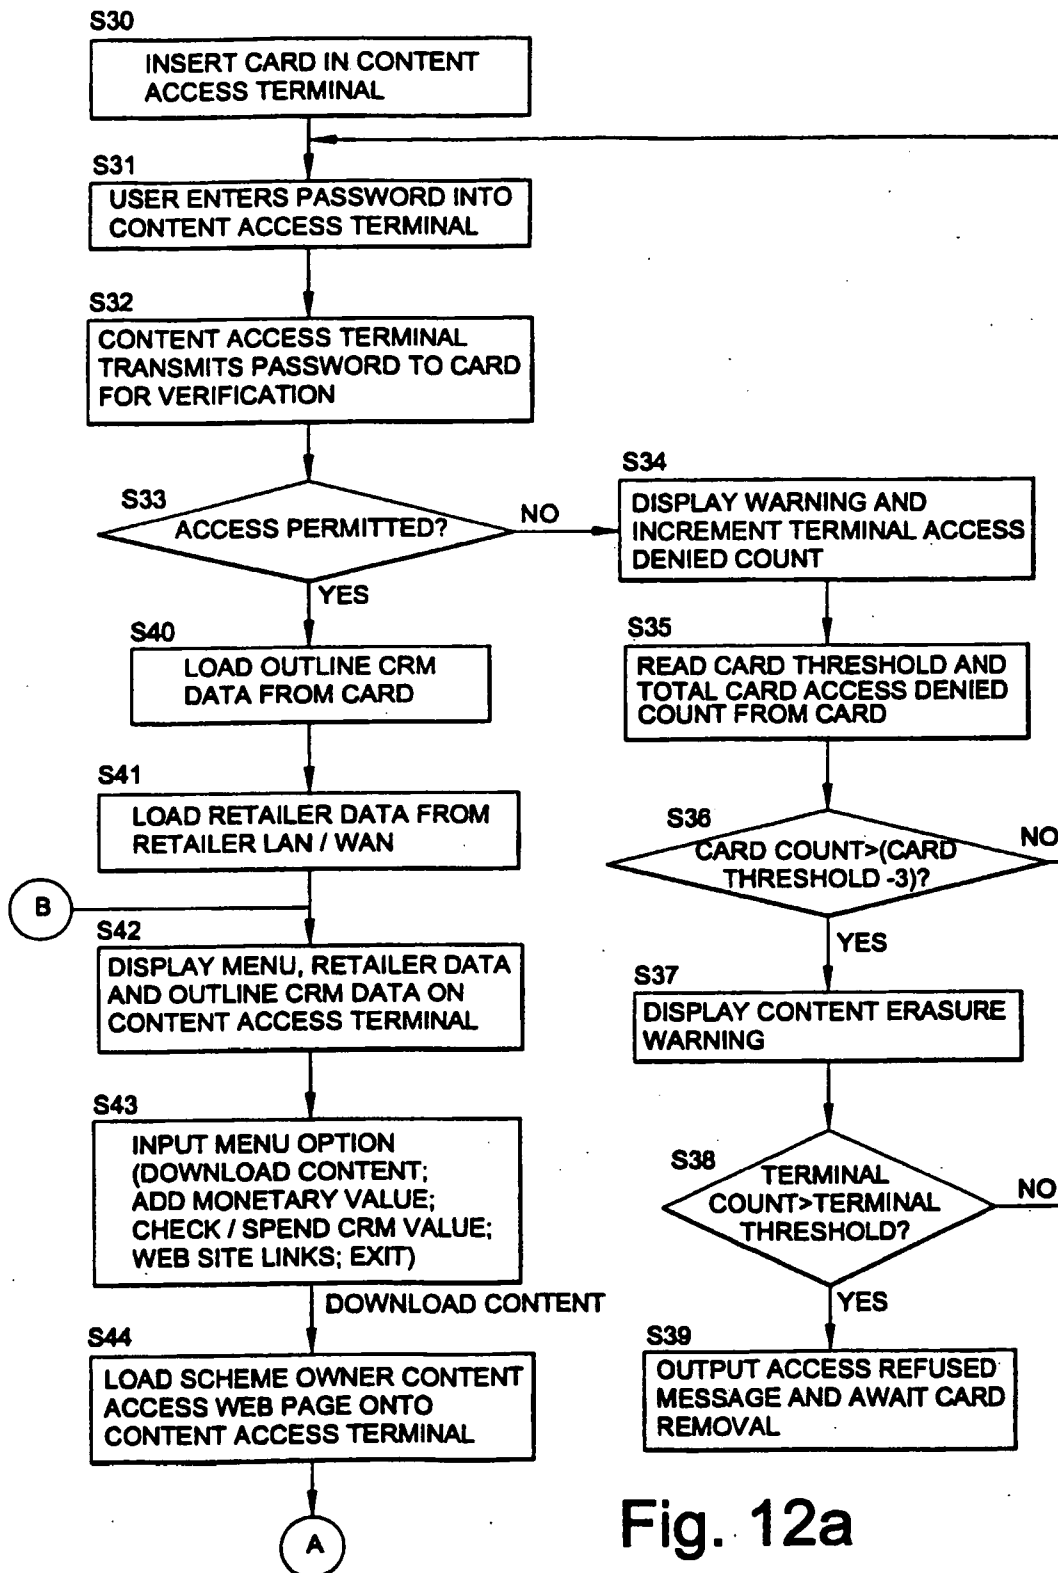 S30
INSERT CARD IN CONTENT
ACCESS TERMINAL
S31
USER ENTERS PASSWORD INTO
CONTENT ACCESS TERMINAL
S32
CONTENT ACCESS TERMINAL
TRANSMITS PASSWORD TO CARD
FOR VERIFICATION
S33
ACCESS PERMITTED?
NO
YES
S34
DISPLAY WARNING AND
INCREMENT TERMINAL ACCESS
DENIED COUNT
S35
READ CARD THRESHOLD AND
TOTAL CARD ACCESS DENIED
COUNT FROM CARD
S36
CARD COUNT>(CARD
THRESHOLD -3)?
NO
YES
S37
DISPLAY CONTENT ERASURE
WARNING
S38
TERMINAL
COUNT>TERMINAL
THRESHOLD?
NO
YES
S39
OUTPUT ACCESS REFUSED
MESSAGE AND AWAIT CARD
REMOVAL
S40
LOAD OUTLINE CRM
DATA FROM CARD
S41
LOAD RETAILER DATA FROM
RETAILER LAN / WAN
B
S42
DISPLAY MENU, RETAILER DATA
AND OUTLINE CRM DATA ON
CONTENT ACCESS TERMINAL
S43
INPUT MENU OPTION
(DOWNLOAD CONTENT;
ADD MONETARY VALUE;
CHECK / SPEND CRM VALUE;
WEB SITE LINKS; EXIT)
DOWNLOAD CONTENT
S44
LOAD SCHEME OWNER CONTENT
ACCESS WEB PAGE ONTO
CONTENT ACCESS TERMINAL
A
Fig. 12a